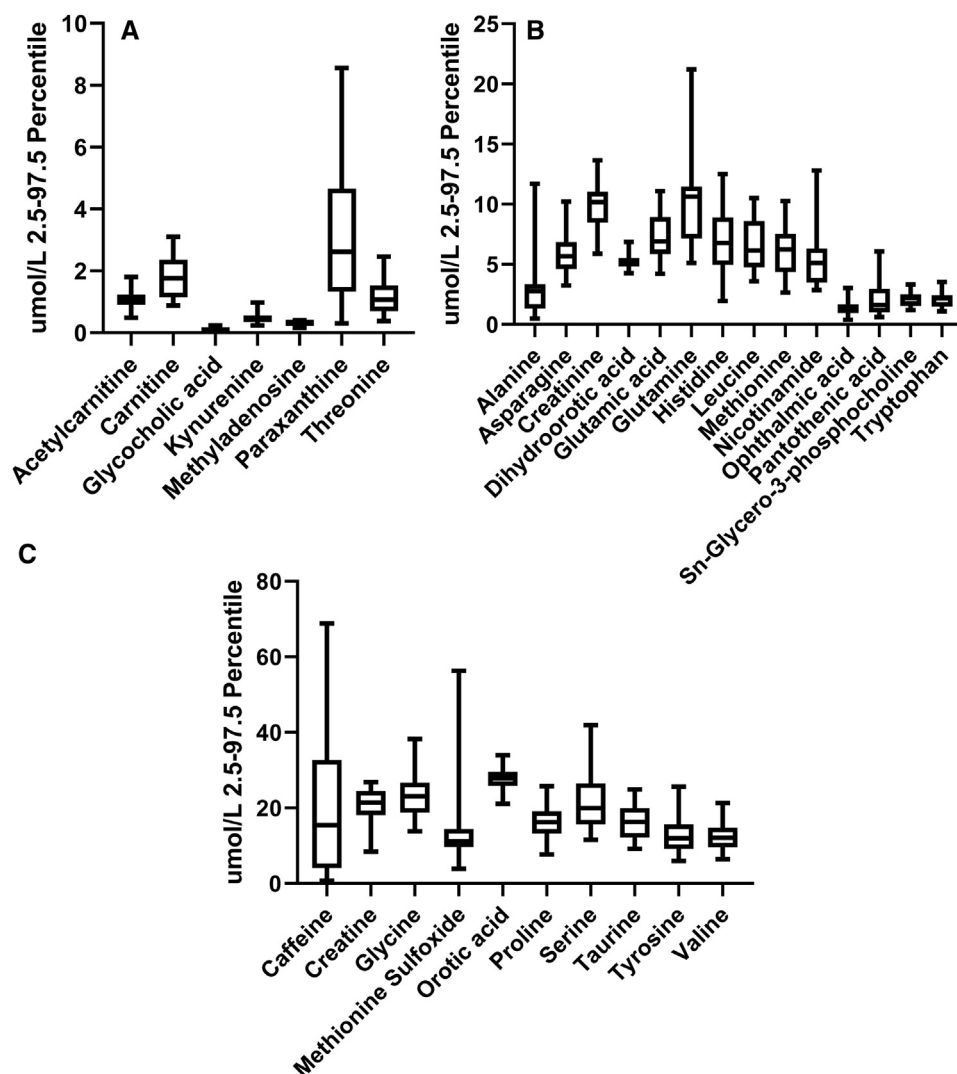 A
umol/L 2.5-97.5 Percentile
10
8
6
4
2
0
Acetylcarnitine
Carnitine
Glycocholic acid
Kynurenine
Methyladenosine
Paraxanthine
Threonine
B
umol/L 2.5-97.5 Percentile
25
20
15
10
5
0
Alanine
Asparagine
Creatinine
Dihydroorotic acid
Glutamic acid
Glutamine
Histidine
Leucine
Methionine
Nicotinamide
Ophthalmic acid
Pantothenic acid
Sn-Glycero-3-phosphocholine
Tryptophan
C
umol/L 2.5-97.5 Percentile
80
60
40
20
0
Caffeine
Creatine
Glycine
Methionine Sulfoxide
Orotic acid
Proline
Serine
Taurine
Tyrosine
Valine